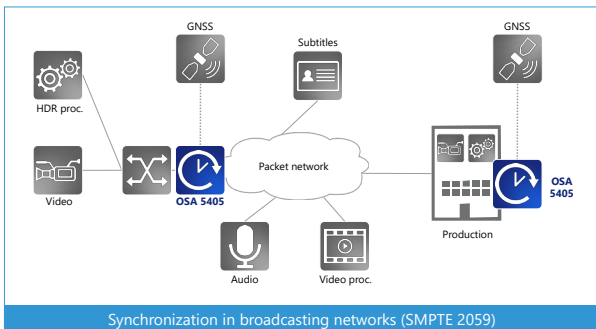 GNSS
GNSS
Subtitles
HDR proc.
Packet network
Video
OSA 5405
OSA
5405
Production
Audio
Video proc.
Synchronization in broadcasting networks (SMPTE 2059)